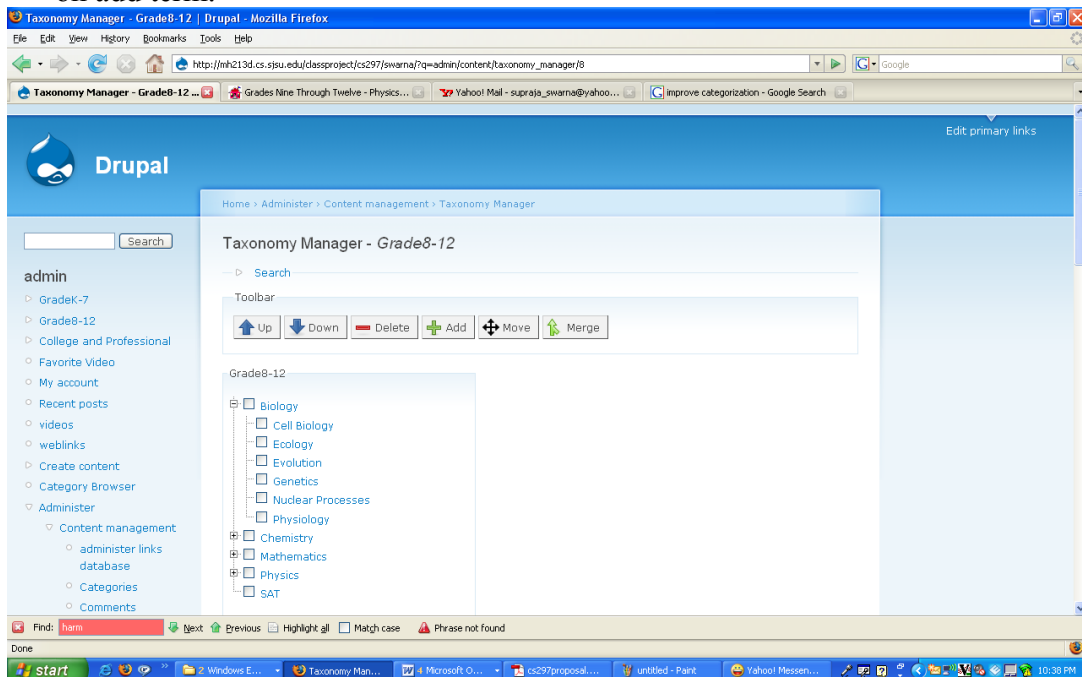 on add term.
Taxonomy Manager - Grade8-12 | Drupal - Mozilla Firefox
File Edit View History Bookmarks Tools Help
http://mh213d.cs.sjsu.edu/classproject/cs297/swarna/?q=admin/content/taxonomy_manager/8
Google
Taxonomy Manager - Grade8-12 ...
Grades Nine Through Twelve - Physics...
Yahoo! Mail - supraja_swarna@yahoo...
improve categorization - Google Search
Edit primary links
Drupal
Home › Administer › Content management › Taxonomy Manager
Search
Taxonomy Manager - Grade8-12
Search
admin
GradeK-7
Grade8-12
College and Professional
Favorite Video
My account
Recent posts
videos
weblinks
Create content
Category Browser
Administer
Content management
administer links
database
Categories
Comments
Toolbar
Up Down Delete Add Move Merge
Grade8-12
Biology
Cell Biology
Ecology
Evolution
Genetics
Nuclear Processes
Physiology
Chemistry
Mathematics
Physics
SAT
Find: harm Next Previous Highlight all Match case Phrase not found
Done
start 2 Windows E... Taxonomy Man... 4 Microsoft O... cs297proposal.... untitled - Paint Yahoo! Messen... 10:38 PM